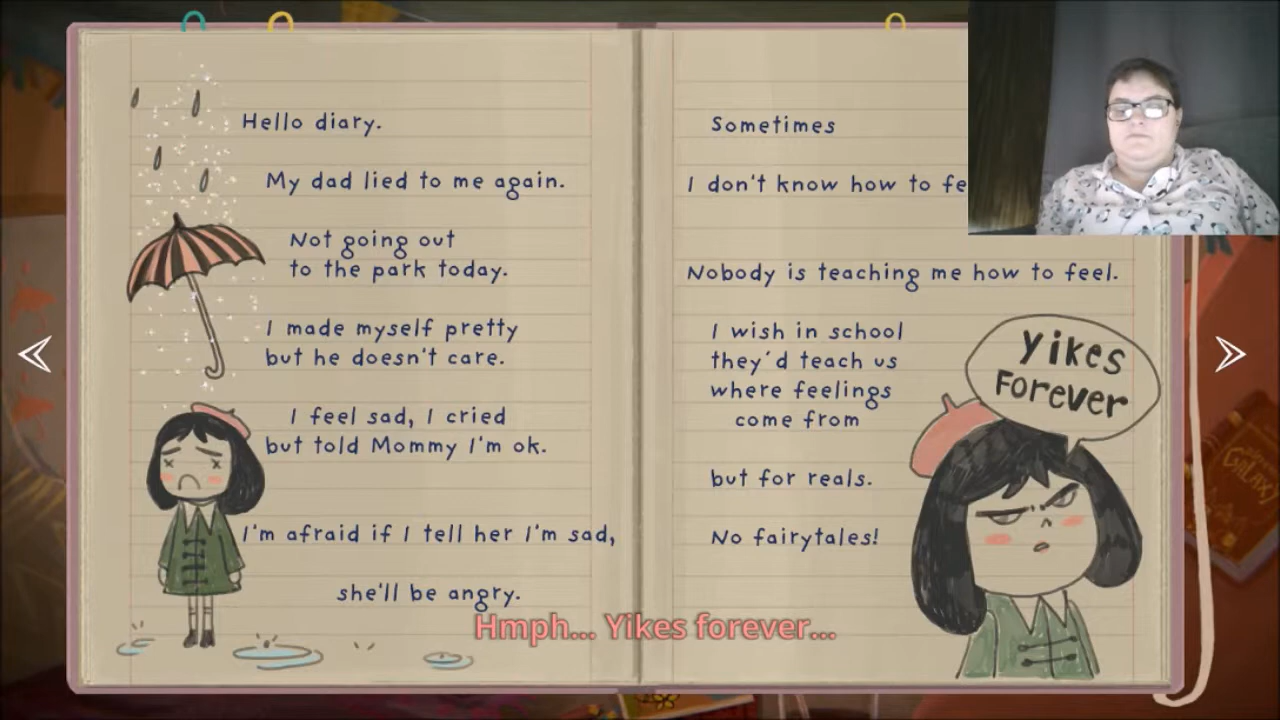 Hello diary.
My dad lied to me again.
Not going out
to the park today.
I made myself pretty
but he doesn't care.
I feel sad, I cried
but told Mommy I'm ok.
I'm afraid if I tell her I'm sad,
she'll be angry.
Sometimes
I don't know how to fe
Nobody is teaching me how to feel.
I wish in school
they'd teach us
where feelings
come from
but for reals.
No fairytales!
Yikes
Forever
Hmph... Yikes forever...
GALAXY